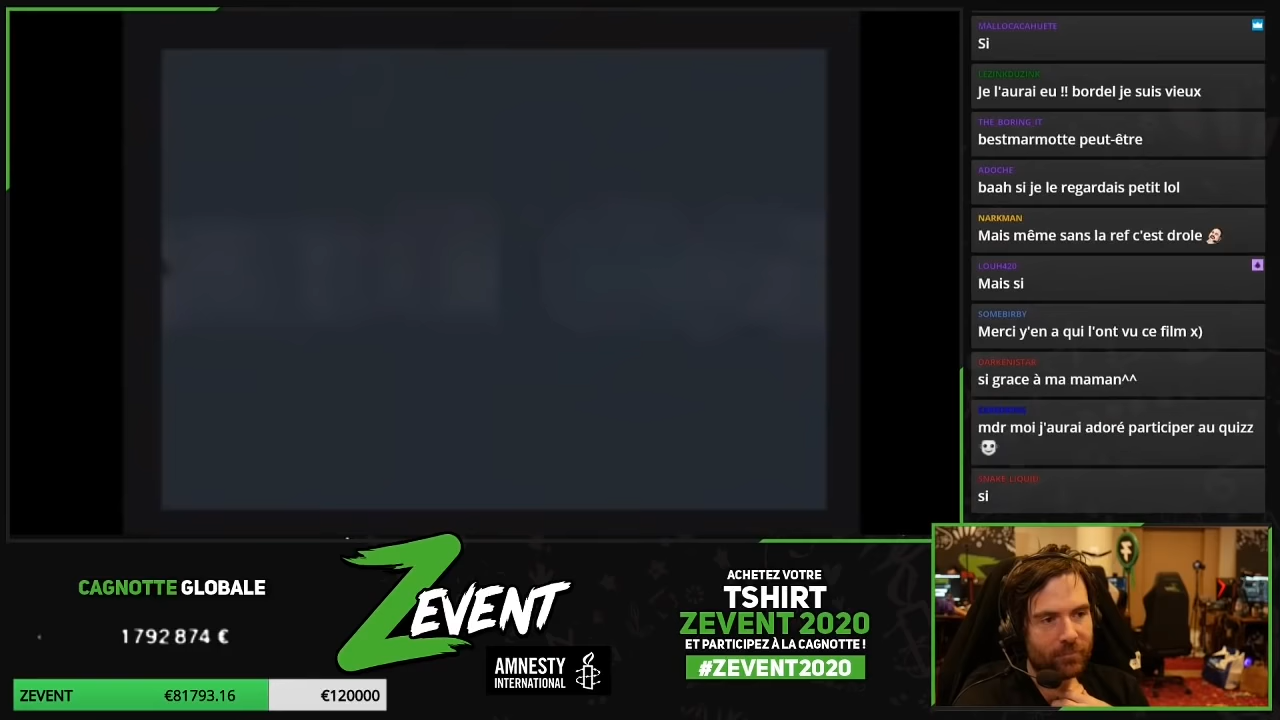 MALLOCACAHUETE
Si
LEZINKDUZINK
Je l'aurai eu !! bordel je suis vieux
THE_BORING_IT
bestmarmotte peut-être
ADOCHE
baah si je le regardais petit lol
NARKMAN
Mais même sans la ref c'est drole
LOUH420
Mais si
SOMEBIRBY
Merci y'en a qui l'ont vu ce film x)
DARKENISTAR
si grace à ma maman^^
mdr moi j'aurai adoré participer au quizz
SNAKE_LIQUID
si
CAGNOTTE GLOBALE
1 792 874 €
ZEVENT
€81793.16
€120000
ZEVENT
AMNESTY
INTERNATIONAL
ACHETEZ VOTRE
TSHIRT
ZEVENT 2020
ET PARTICIPEZ À LA CAGNOTTE !
#ZEVENT2020